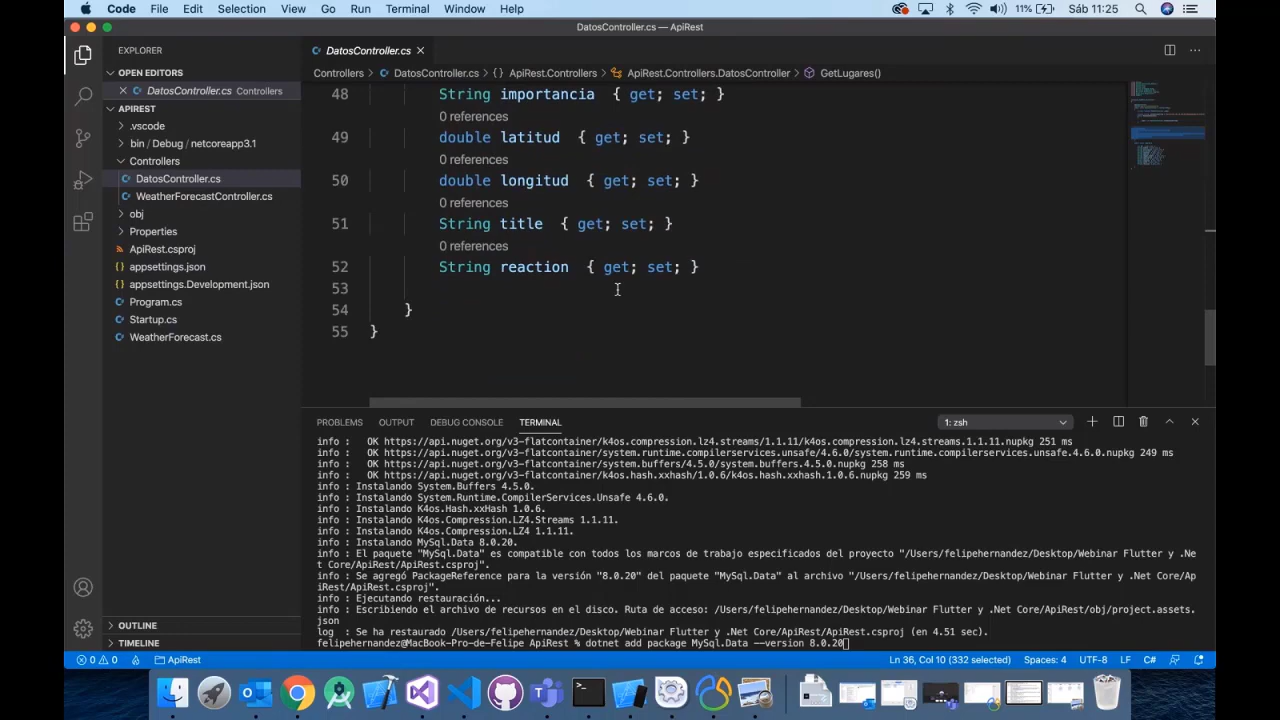 Code File Edit Selection View Go Run Terminal Window Help 11% Sáb 11:25
DatosController.cs — ApiRest
EXPLORER
OPEN EDITORS
DatosController.cs Controllers
APIREST
.vscode
bin / Debug / netcoreapp3.1
Controllers
DatosController.cs
WeatherForecastController.cs
obj
Properties
ApiRest.csproj
appsettings.json
appsettings.Development.json
Program.cs
Startup.cs
WeatherForecast.cs
OUTLINE
TIMELINE
DatosController.cs
Controllers > DatosController.cs > { } ApiRest.Controllers > ApiRest.Controllers.DatosController > GetLugares()
48 String importancia { get; set; }
0 references
49 double latitud { get; set; }
0 references
50 double longitud { get; set; }
0 references
51 String title { get; set; }
0 references
52 String reaction { get; set; }
53
54 }
55 }
PROBLEMS OUTPUT DEBUG CONSOLE TERMINAL 1: zsh
info : OK https://api.nuget.org/v3-flatcontainer/k4os.compression.lz4.streams/1.1.11/k4os.compression.lz4.streams.1.1.11.nupkg 251 ms
info : OK https://api.nuget.org/v3-flatcontainer/system.runtime.compilerservices.unsafe/4.6.0/system.runtime.compilerservices.unsafe.4.6.0.nupkg 249 ms
info : OK https://api.nuget.org/v3-flatcontainer/system.buffers/4.5.0/system.buffers.4.5.0.nupkg 258 ms
info : OK https://api.nuget.org/v3-flatcontainer/k4os.hash.xxhash/1.0.6/k4os.hash.xxhash.1.0.6.nupkg 259 ms
info : Instalando System.Buffers 4.5.0.
info : Instalando System.Runtime.CompilerServices.Unsafe 4.6.0.
info : Instalando K4os.Hash.xxHash 1.0.6.
info : Instalando K4os.Compression.LZ4.Streams 1.1.11.
info : Instalando K4os.Compression.LZ4 1.1.11.
info : Instalando MySql.Data 8.0.20.
info : El paquete "MySql.Data" es compatible con todos los marcos de trabajo especificados del proyecto "/Users/felipehernandez/Desktop/Webinar Flutter y .Ne
t Core/ApiRest/ApiRest.csproj".
info : Se agregó PackageReference para la versión "8.0.20" del paquete "MySql.Data" al archivo "/Users/felipehernandez/Desktop/Webinar Flutter y .Net Core/Ap
iRest/ApiRest.csproj".
info : Ejecutando restauración...
info : Escribiendo el archivo de recursos en el disco. Ruta de acceso: /Users/felipehernandez/Desktop/Webinar Flutter y .Net Core/ApiRest/obj/project.assets.
json
log : Se ha restaurado /Users/felipehernandez/Desktop/Webinar Flutter y .Net Core/ApiRest/ApiRest.csproj (en 4.51 sec).
felipehernandez@MacBook-Pro-de-Felipe ApiRest % dotnet add package MySql.Data --version 8.0.20
0 0 ApiRest Ln 36, Col 10 (332 selected) Spaces: 4 UTF-8 LF C#